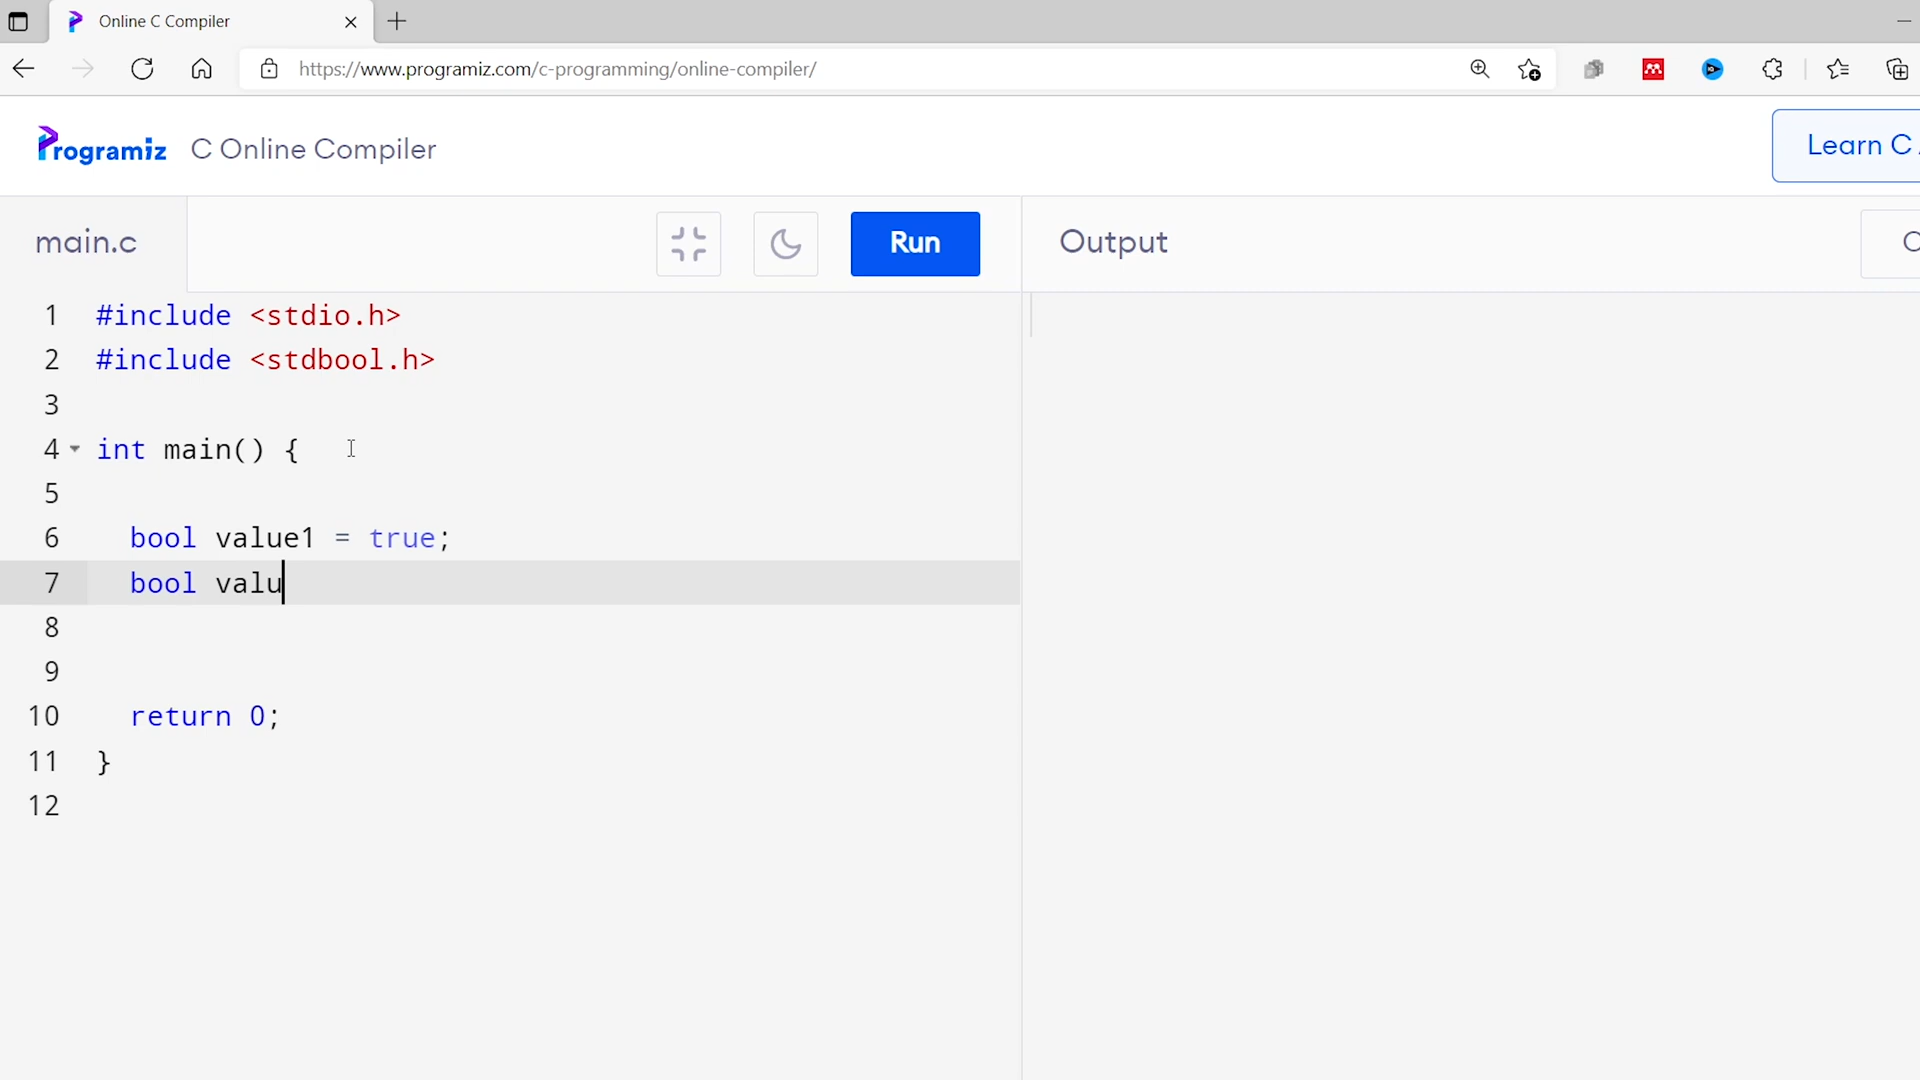 Online C Compiler
https://www.programiz.com/c-programming/online-compiler/
Programiz C Online Compiler
Learn C
main.c
Run
Output
1 #include <stdio.h>
2 #include <stdbool.h>
3
4 int main() {
5
6 bool value1 = true;
7 bool valu
8
9
10 return 0;
11 }
12